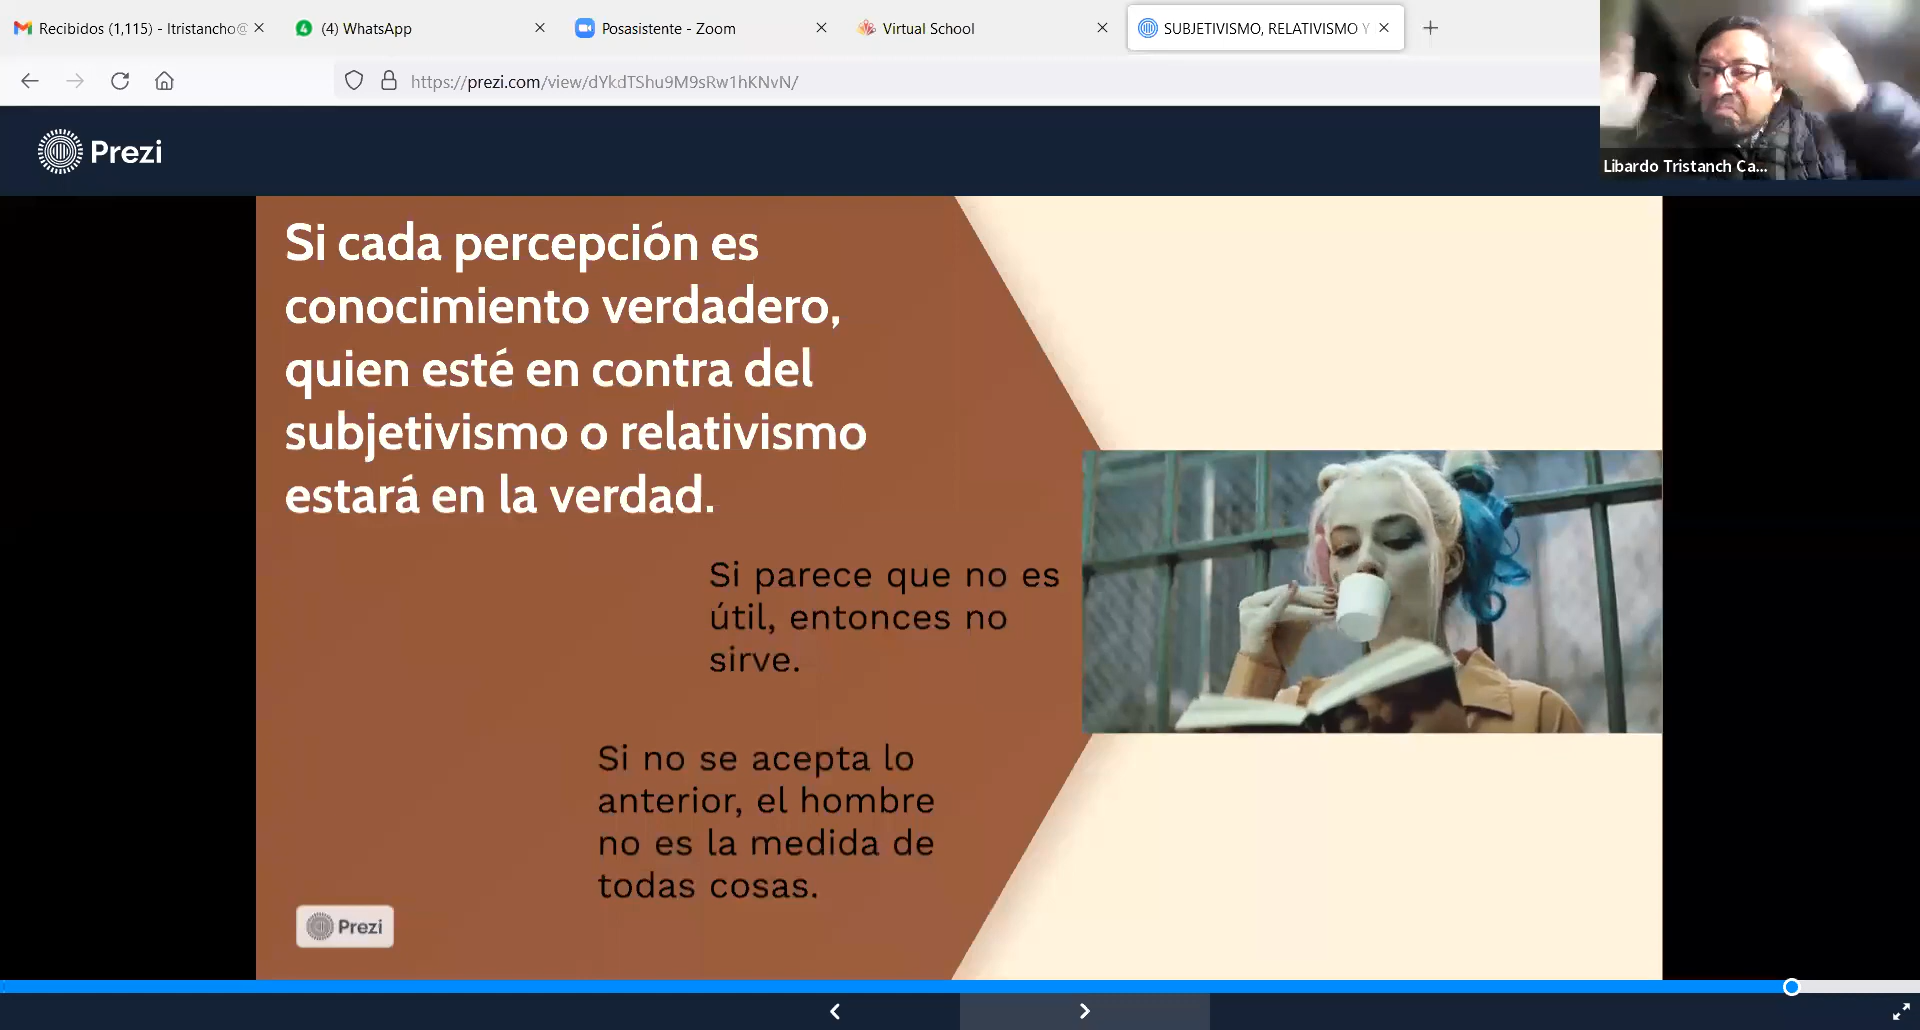 Recibidos (1,115) - ltristancho@
(4) WhatsApp
Posasistente - Zoom
Virtual School
SUBJETIVISMO, RELATIVISMO Y
https://prezi.com/view/dYkdTShu9M9sRw1hKNvN/
Prezi
Libardo Tristanch Ca...
Si cada percepción es
conocimiento verdadero,
quien esté en contra del
subjetivismo o relativismo
estará en la verdad.
Si parece que no es
útil, entonces no
sirve.
Si no se acepta lo
anterior, el hombre
no es la medida de
todas cosas.
Prezi